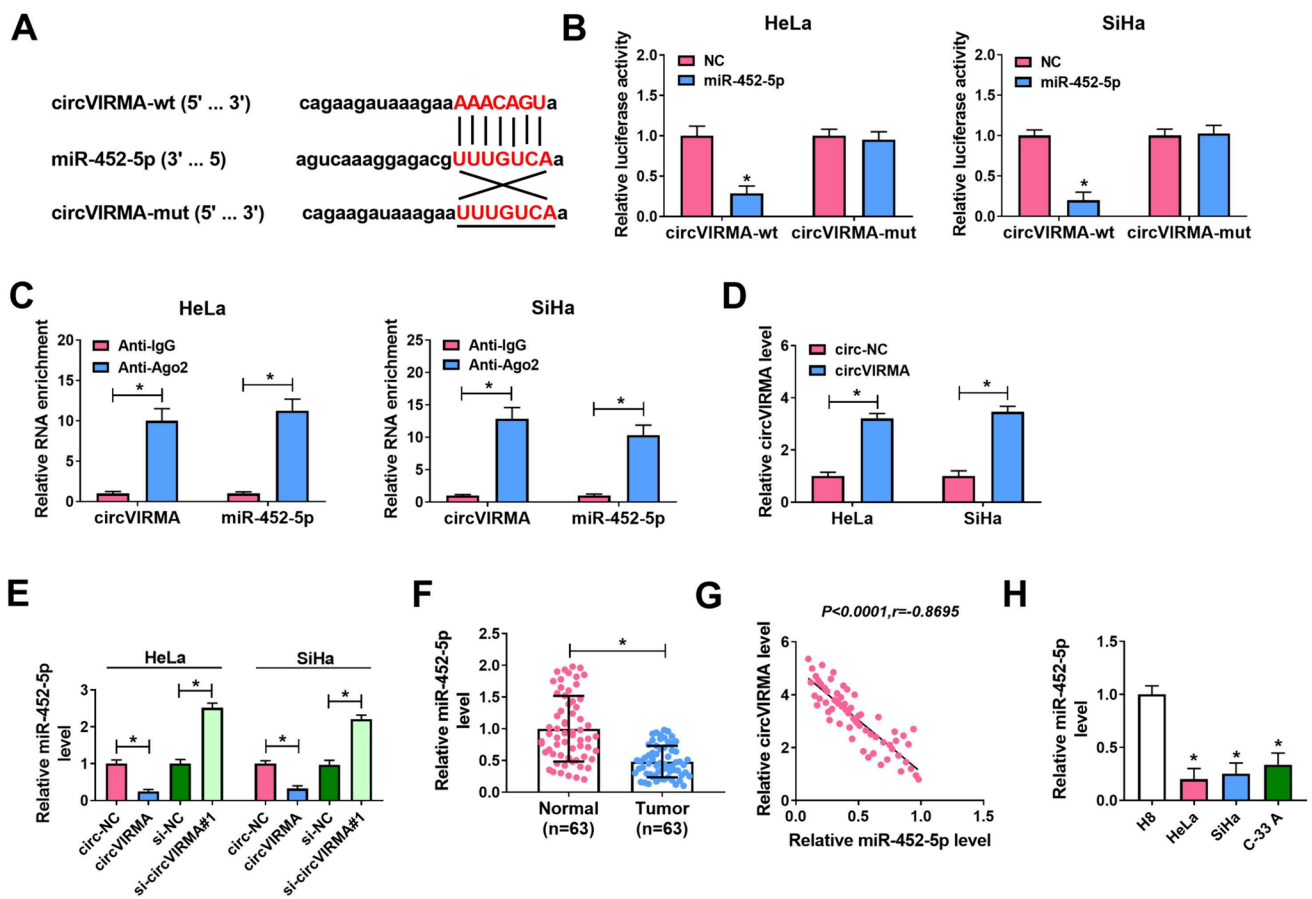 A
circVIRMA-wt (5' ... 3') cagaagauaaagaaAAACAGUa
miR-452-5p (3' ... 5) agucaaaggagacgUUUGUCAa
circVIRMA-mut (5' ... 3') cagaagauaaagaaUUUGUCAa
B
HeLa
Relative luciferase activity
2.0
1.5
1.0
0.5
0.0
NC
miR-452-5p
*
circVIRMA-wt circVIRMA-mut
SiHa
Relative luciferase activity
2.0
1.5
1.0
0.5
0.0
NC
miR-452-5p
*
circVIRMA-wt circVIRMA-mut
C
HeLa
Relative RNA enrichment
20
15
10
5
0
Anti-IgG
Anti-Ago2
* *
circVIRMA miR-452-5p
SiHa
Relative RNA enrichment
25
20
15
10
5
0
Anti-IgG
Anti-Ago2
* *
circVIRMA miR-452-5p
D
Relative circVIRMA level
6
4
2
0
circ-NC
circVIRMA
* *
HeLa SiHa
E
Relative miR-452-5p
level
3
2
1
0
HeLa SiHa
* * * *
circ-NC
circVIRMA
si-NC
si-circVIRMA#1
circ-NC
circVIRMA
si-NC
si-circVIRMA#1
F
Relative miR-452-5p
level
2.5
2.0
1.5
1.0
0.5
0.0
*
Normal Tumor
(n=63) (n=63)
G
P<0.0001,r=-0.8695
Relative circVIRMA level
6
4
2
0
0.0 0.5 1.0 1.5
Relative miR-452-5p level
H
Relative miR-452-5p
level
1.5
1.0
0.5
0.0
* * *
H8
HeLa
SiHa
C-33 A